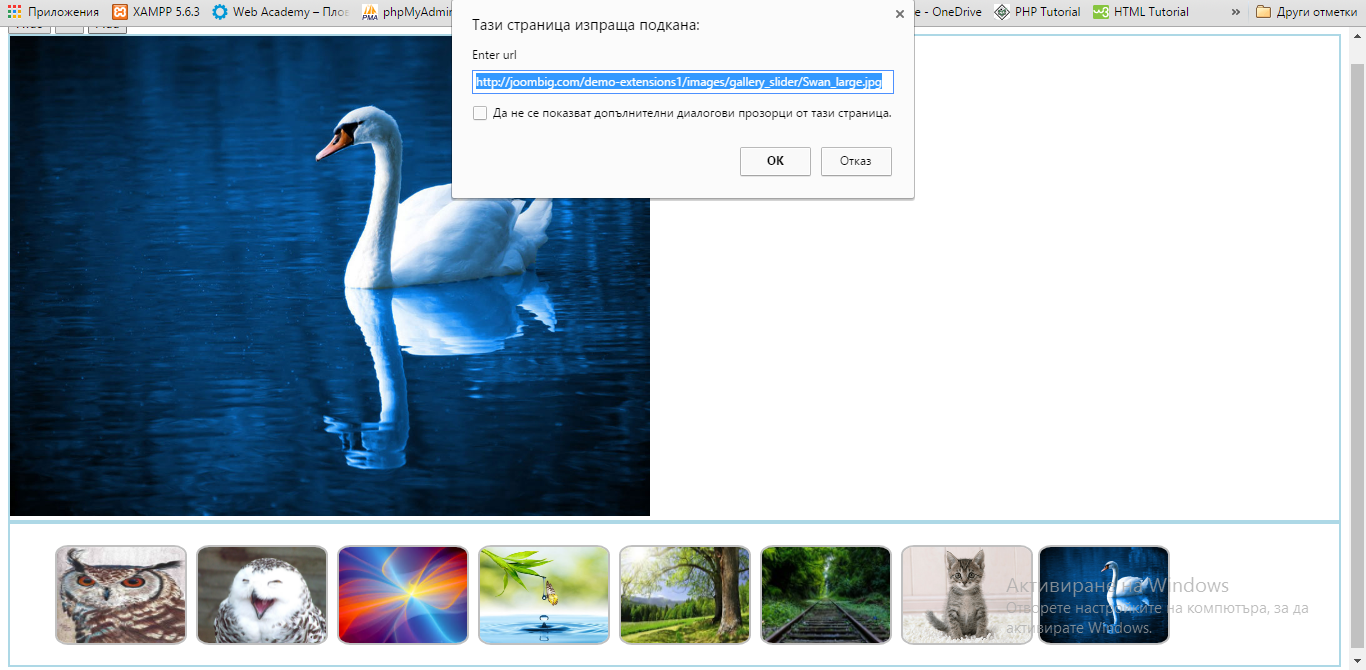 Приложения XAMPP 5.6.3 Web Academy – Плов phpMyAdmin e - OneDrive PHP Tutorial HTML Tutorial » Други отметки
Тази страница изпраща подкана:
Enter url
http://joombig.com/demo-extensions1/images/gallery_slider/Swan_large.jpg
Да не се показват допълнителни диалогови прозорци от тази страница.
OK Отказ
Активиране на Windows
Отворете настройките на компютъра, за да
активирате Windows.